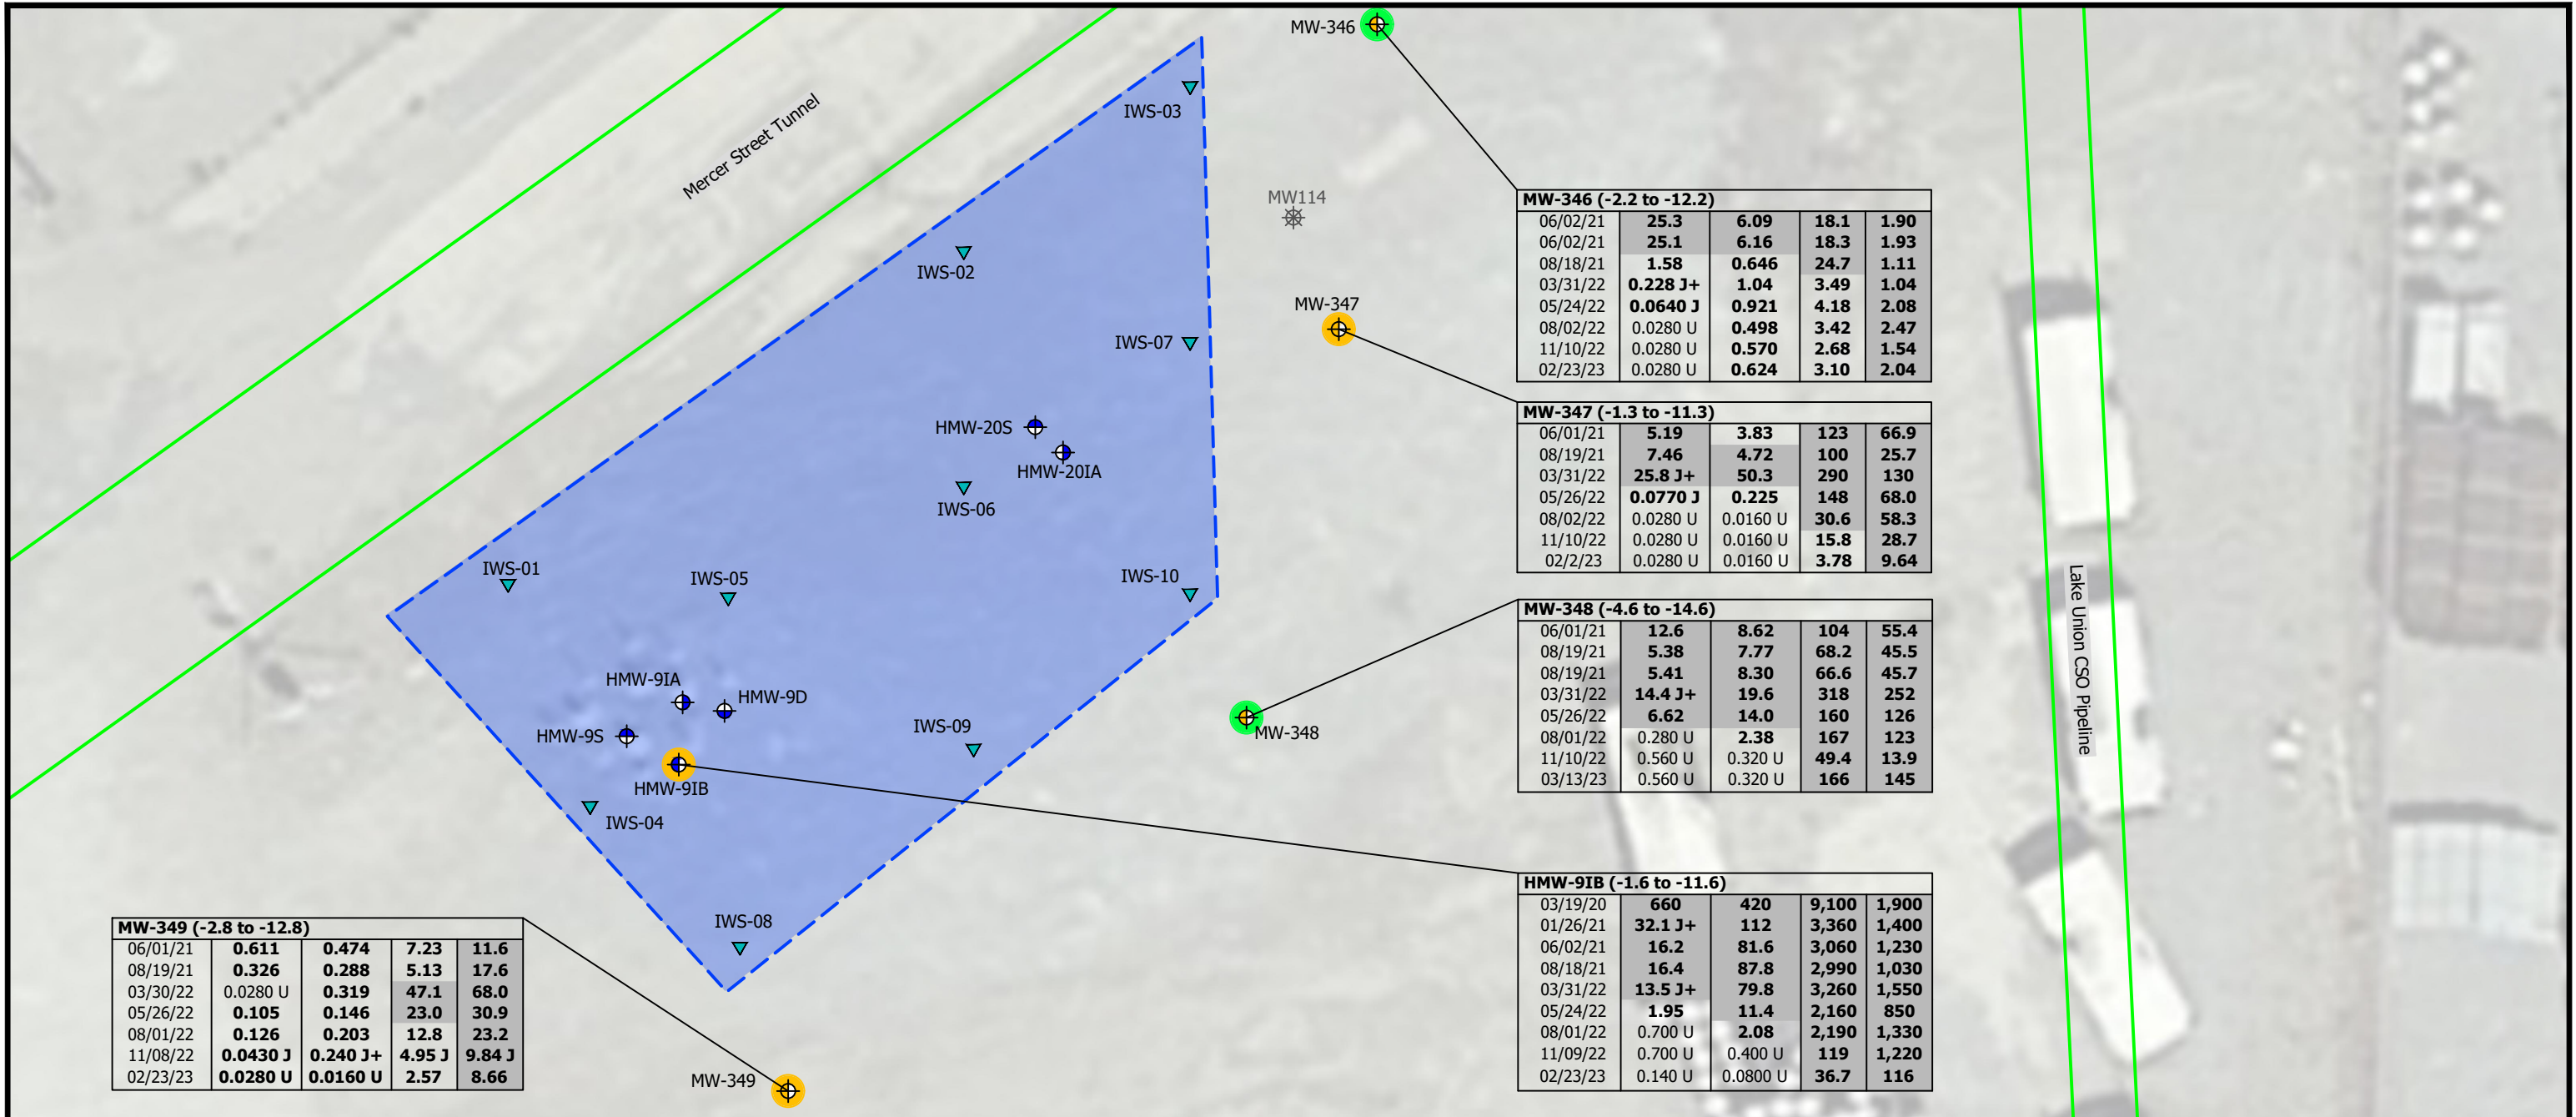 MW-346
IWS-03
Mercer Street Tunnel
MW114
IWS-02
MW-347
IWS-07
HMW-20S
HMW-20IA
IWS-06
IWS-01
IWS-05
IWS-10
HMW-9IA
HMW-9D
HMW-9S
IWS-09
MW-348
HMW-9IB
IWS-04
IWS-08
MW-349
Lake Union CSO Pipeline
MW-346 (-2.2 to -12.2)
06/02/21 25.3 6.09 18.1 1.90
06/02/21 25.1 6.16 18.3 1.93
08/18/21 1.58 0.646 24.7 1.11
03/31/22 0.228 J+ 1.04 3.49 1.04
05/24/22 0.0640 J 0.921 4.18 2.08
08/02/22 0.0280 U 0.498 3.42 2.47
11/10/22 0.0280 U 0.570 2.68 1.54
02/23/23 0.0280 U 0.624 3.10 2.04
MW-347 (-1.3 to -11.3)
06/01/21 5.19 3.83 123 66.9
08/19/21 7.46 4.72 100 25.7
03/31/22 25.8 J+ 50.3 290 130
05/26/22 0.0770 J 0.225 148 68.0
08/02/22 0.0280 U 0.0160 U 30.6 58.3
11/10/22 0.0280 U 0.0160 U 15.8 28.7
02/2/23 0.0280 U 0.0160 U 3.78 9.64
MW-348 (-4.6 to -14.6)
06/01/21 12.6 8.62 104 55.4
08/19/21 5.38 7.77 68.2 45.5
08/19/21 5.41 8.30 66.6 45.7
03/31/22 14.4 J+ 19.6 318 252
05/26/22 6.62 14.0 160 126
08/01/22 0.280 U 2.38 167 123
11/10/22 0.560 U 0.320 U 49.4 13.9
03/13/23 0.560 U 0.320 U 166 145
HMW-9IB (-1.6 to -11.6)
03/19/20 660 420 9,100 1,900
01/26/21 32.1 J+ 112 3,360 1,400
06/02/21 16.2 81.6 3,060 1,230
08/18/21 16.4 87.8 2,990 1,030
03/31/22 13.5 J+ 79.8 3,260 1,550
05/24/22 1.95 11.4 2,160 850
08/01/22 0.700 U 2.08 2,190 1,330
11/09/22 0.700 U 0.400 U 119 1,220
02/23/23 0.140 U 0.0800 U 36.7 116
MW-349 (-2.8 to -12.8)
06/01/21 0.611 0.474 7.23 11.6
08/19/21 0.326 0.288 5.13 17.6
03/30/22 0.0280 U 0.319 47.1 68.0
05/26/22 0.105 0.146 23.0 30.9
08/01/22 0.126 0.203 12.8 23.2
11/08/22 0.0430 J 0.240 J+ 4.95 J 9.84 J
02/23/23 0.0280 U 0.0160 U 2.57 8.66